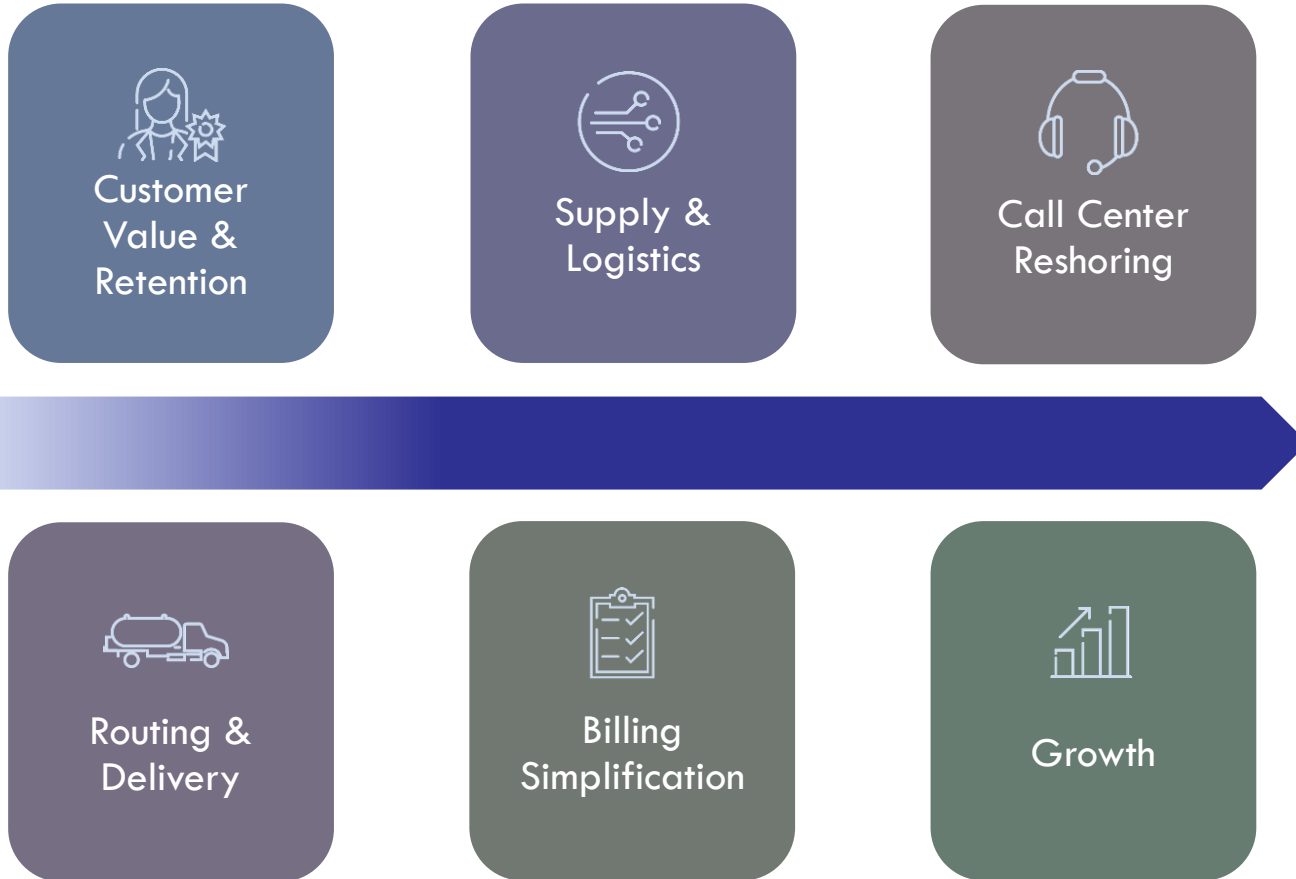 Customer
Value &
Retention
Supply &
Logistics
Call Center
Reshoring
Routing &
Delivery
Billing
Simplification
Growth